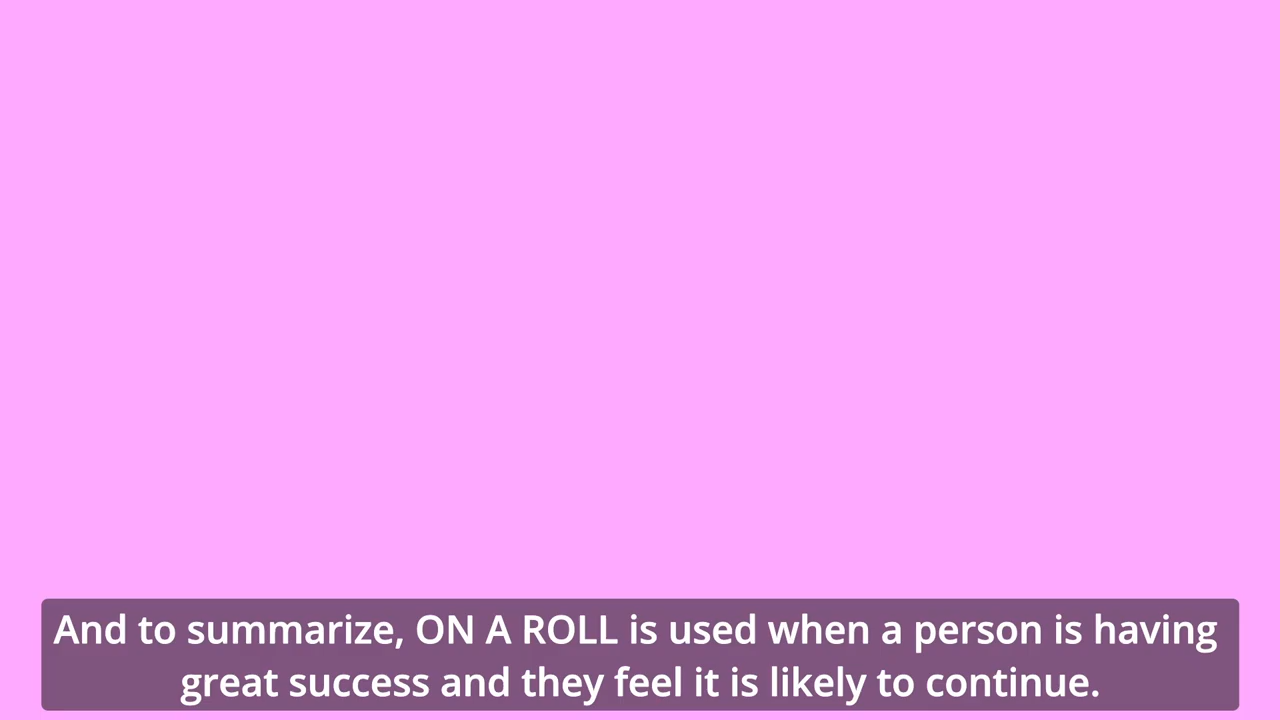 And to summarize, ON A ROLL is used when a person is having
great success and they feel it is likely to continue.